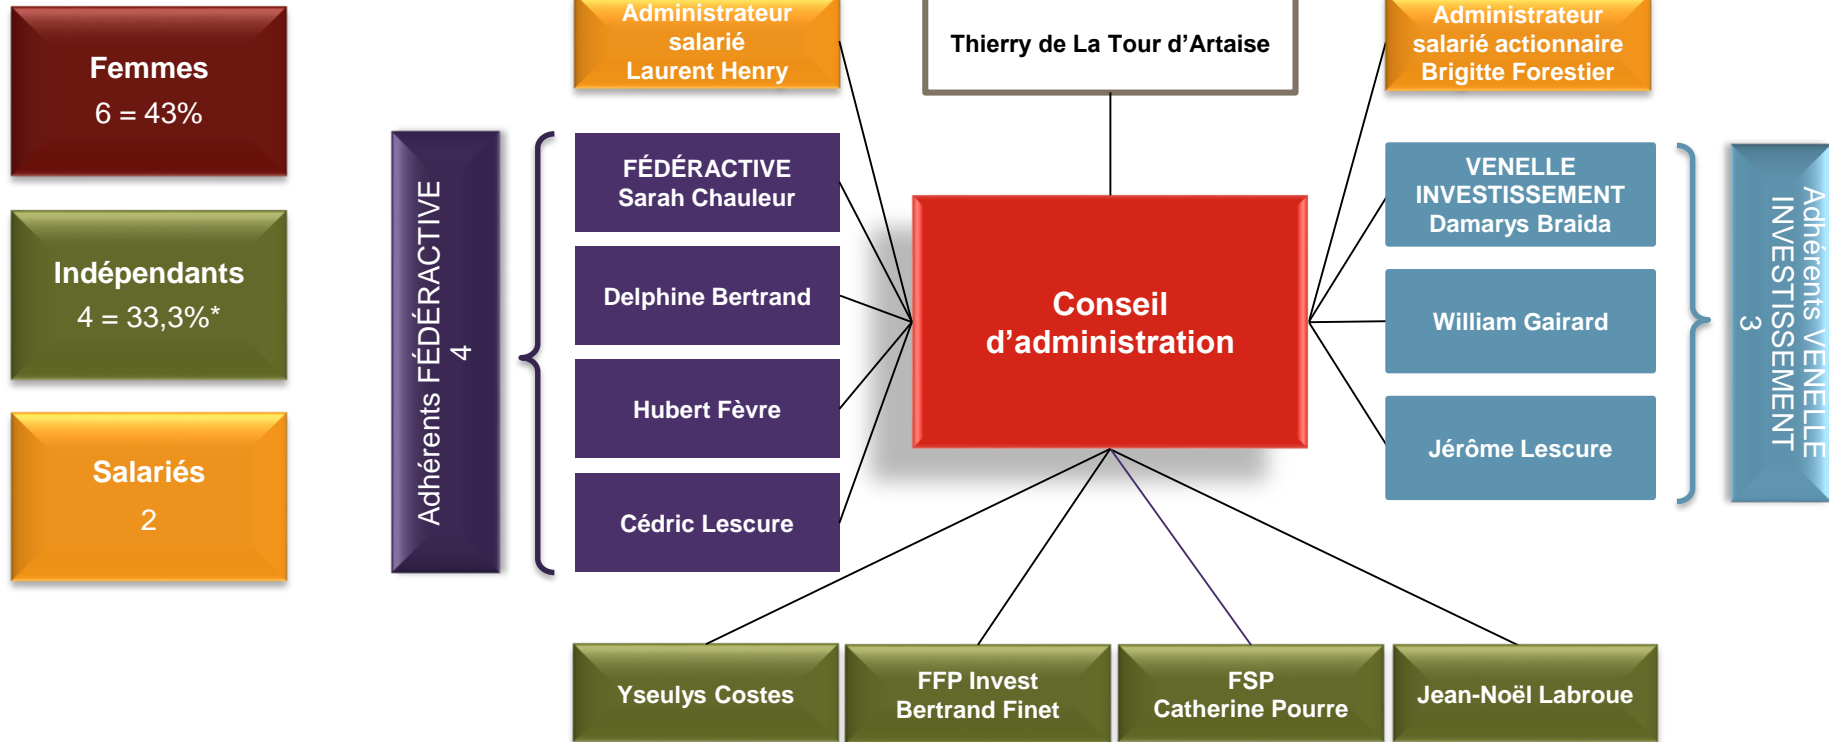 Femmes
6 = 43%
Indépendants
4 = 33,3%*
Salariés
2
Administrateur
salarié
Laurent Henry
Thierry de La Tour d'Artaise
Administrateur
salarié actionnaire
Brigitte Forestier
Adhérents FÉDÉRACTIVE
4
FÉDÉRACTIVE
Sarah Chauleur
Delphine Bertrand
Hubert Fèvre
Cédric Lescure
Conseil
d'administration
VENELLE
INVESTISSEMENT
Damarys Braida
William Gairard
Jérôme Lescure
Adhérents VENELLE
INVESTISSEMENT
3
Yseulys Costes
FFP Invest
Bertrand Finet
FSP
Catherine Pourre
Jean-Noël Labroue